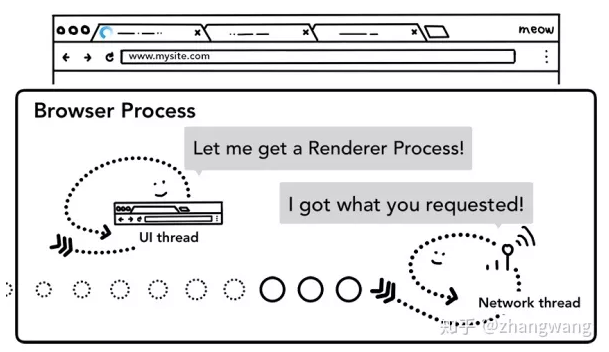 meow
www.mysite.com
Browser Process
Let me get a Renderer Process!
I got what you requested!
UI thread
Network thread
知乎 @zhangwang